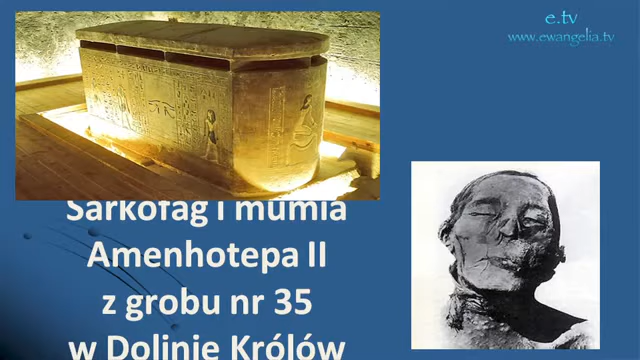 e.tv
www.ewangelia.tv
Sarkofag i mumia
Amenhotepa II
z grobu nr 35
w Dolinie Królów